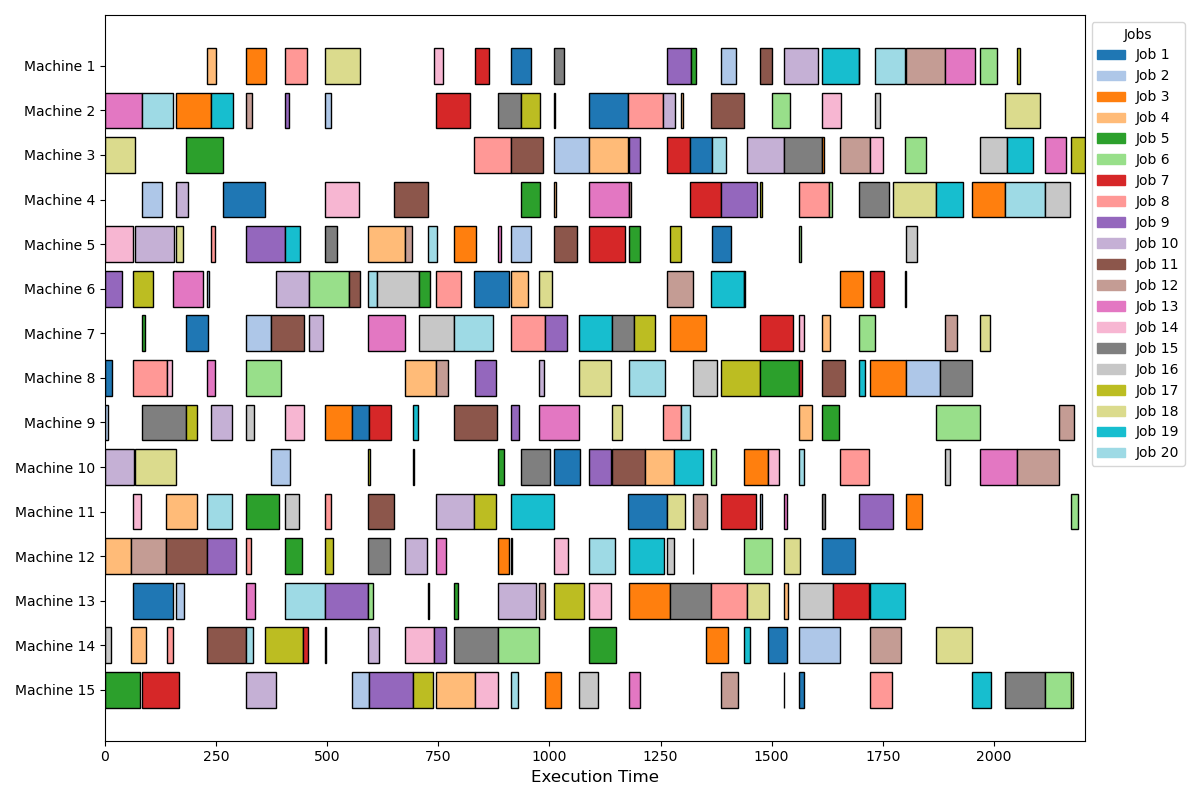 Machine 1
Machine 2
Machine 3
Machine 4
Machine 5
Machine 6
Machine 7
Machine 8
Machine 9
Machine 10
Machine 11
Machine 12
Machine 13
Machine 14
Machine 15
0 250 500 750 1000 1250 1500 1750 2000
Execution Time
Jobs
Job 1
Job 2
Job 3
Job 4
Job 5
Job 6
Job 7
Job 8
Job 9
Job 10
Job 11
Job 12
Job 13
Job 14
Job 15
Job 16
Job 17
Job 18
Job 19
Job 20